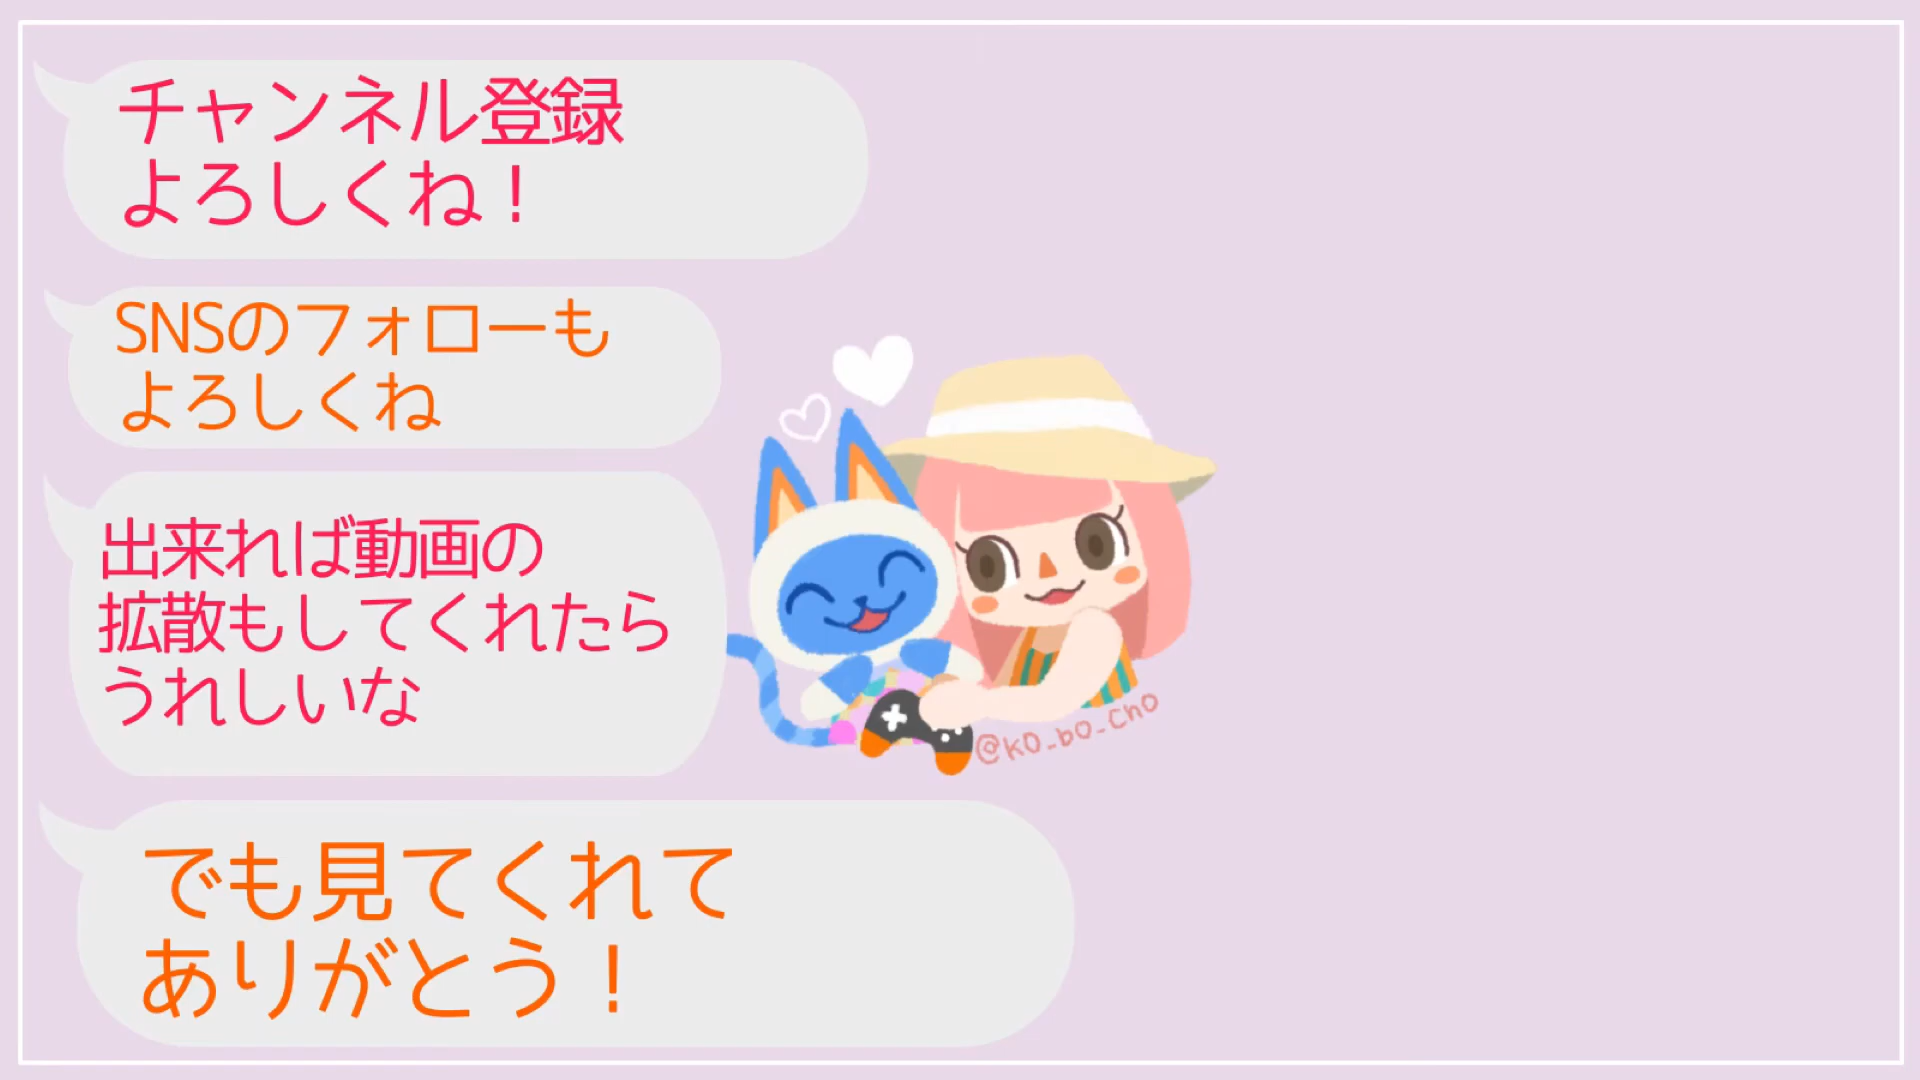 チャンネル登録
よろしくね！
SNSのフォローも
よろしくね
出来れば動画の
拡散もしてくれたら
うれしいな
でも見てくれて
ありがとう！
@ko_bo_cho